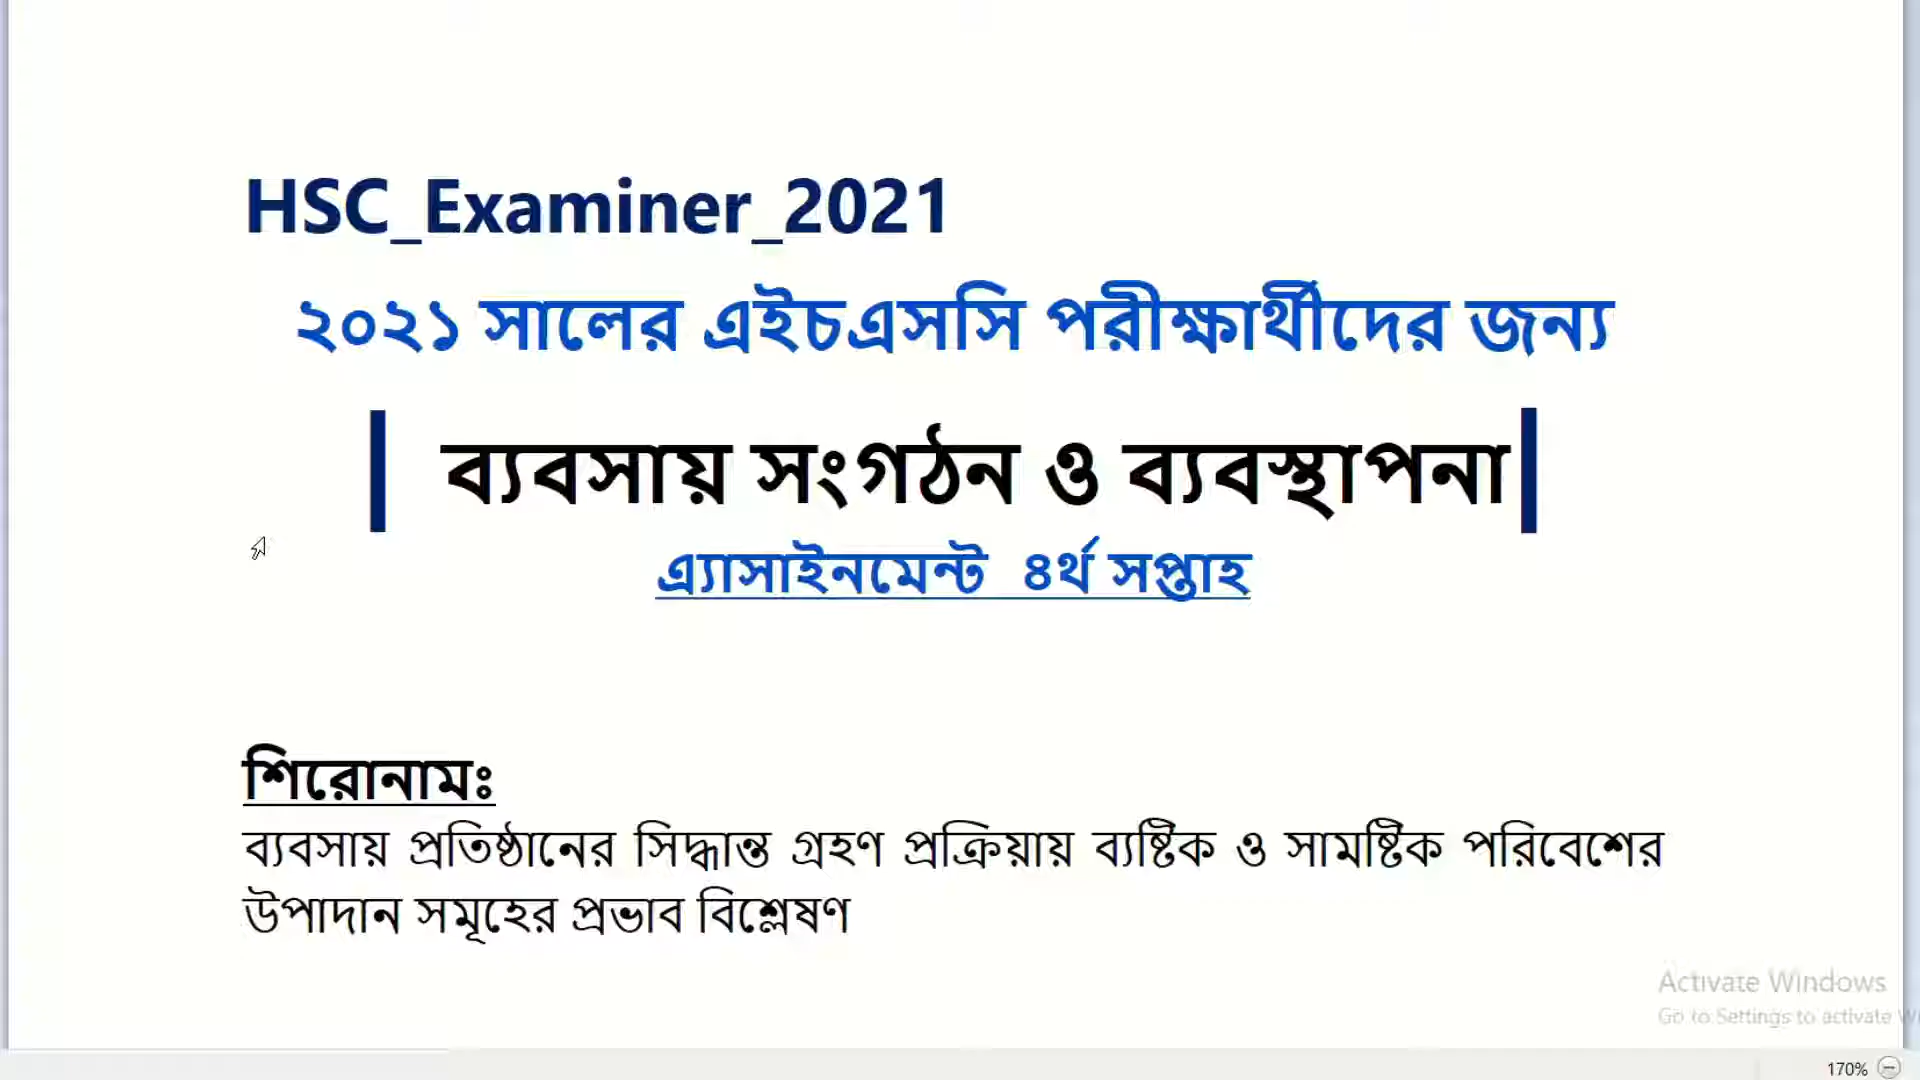 HSC_Examiner_2021
২০২১ সালের এইচএসসি পরীক্ষার্থীদের জন্য
ব্যবসায় সংগঠন ও ব্যবস্থাপনা
এ্যাসাইনমেন্ট ৪র্থ সপ্তাহ
শিরোনামঃ
ব্যবসায় প্রতিষ্ঠানের সিদ্ধান্ত গ্রহণ প্রক্রিয়ায় ব্যষ্টিক ও সামষ্টিক পরিবেশের
উপাদান সমূহের প্রভাব বিশ্লেষণ
Activate Windows
Go to Settings to activate
170%